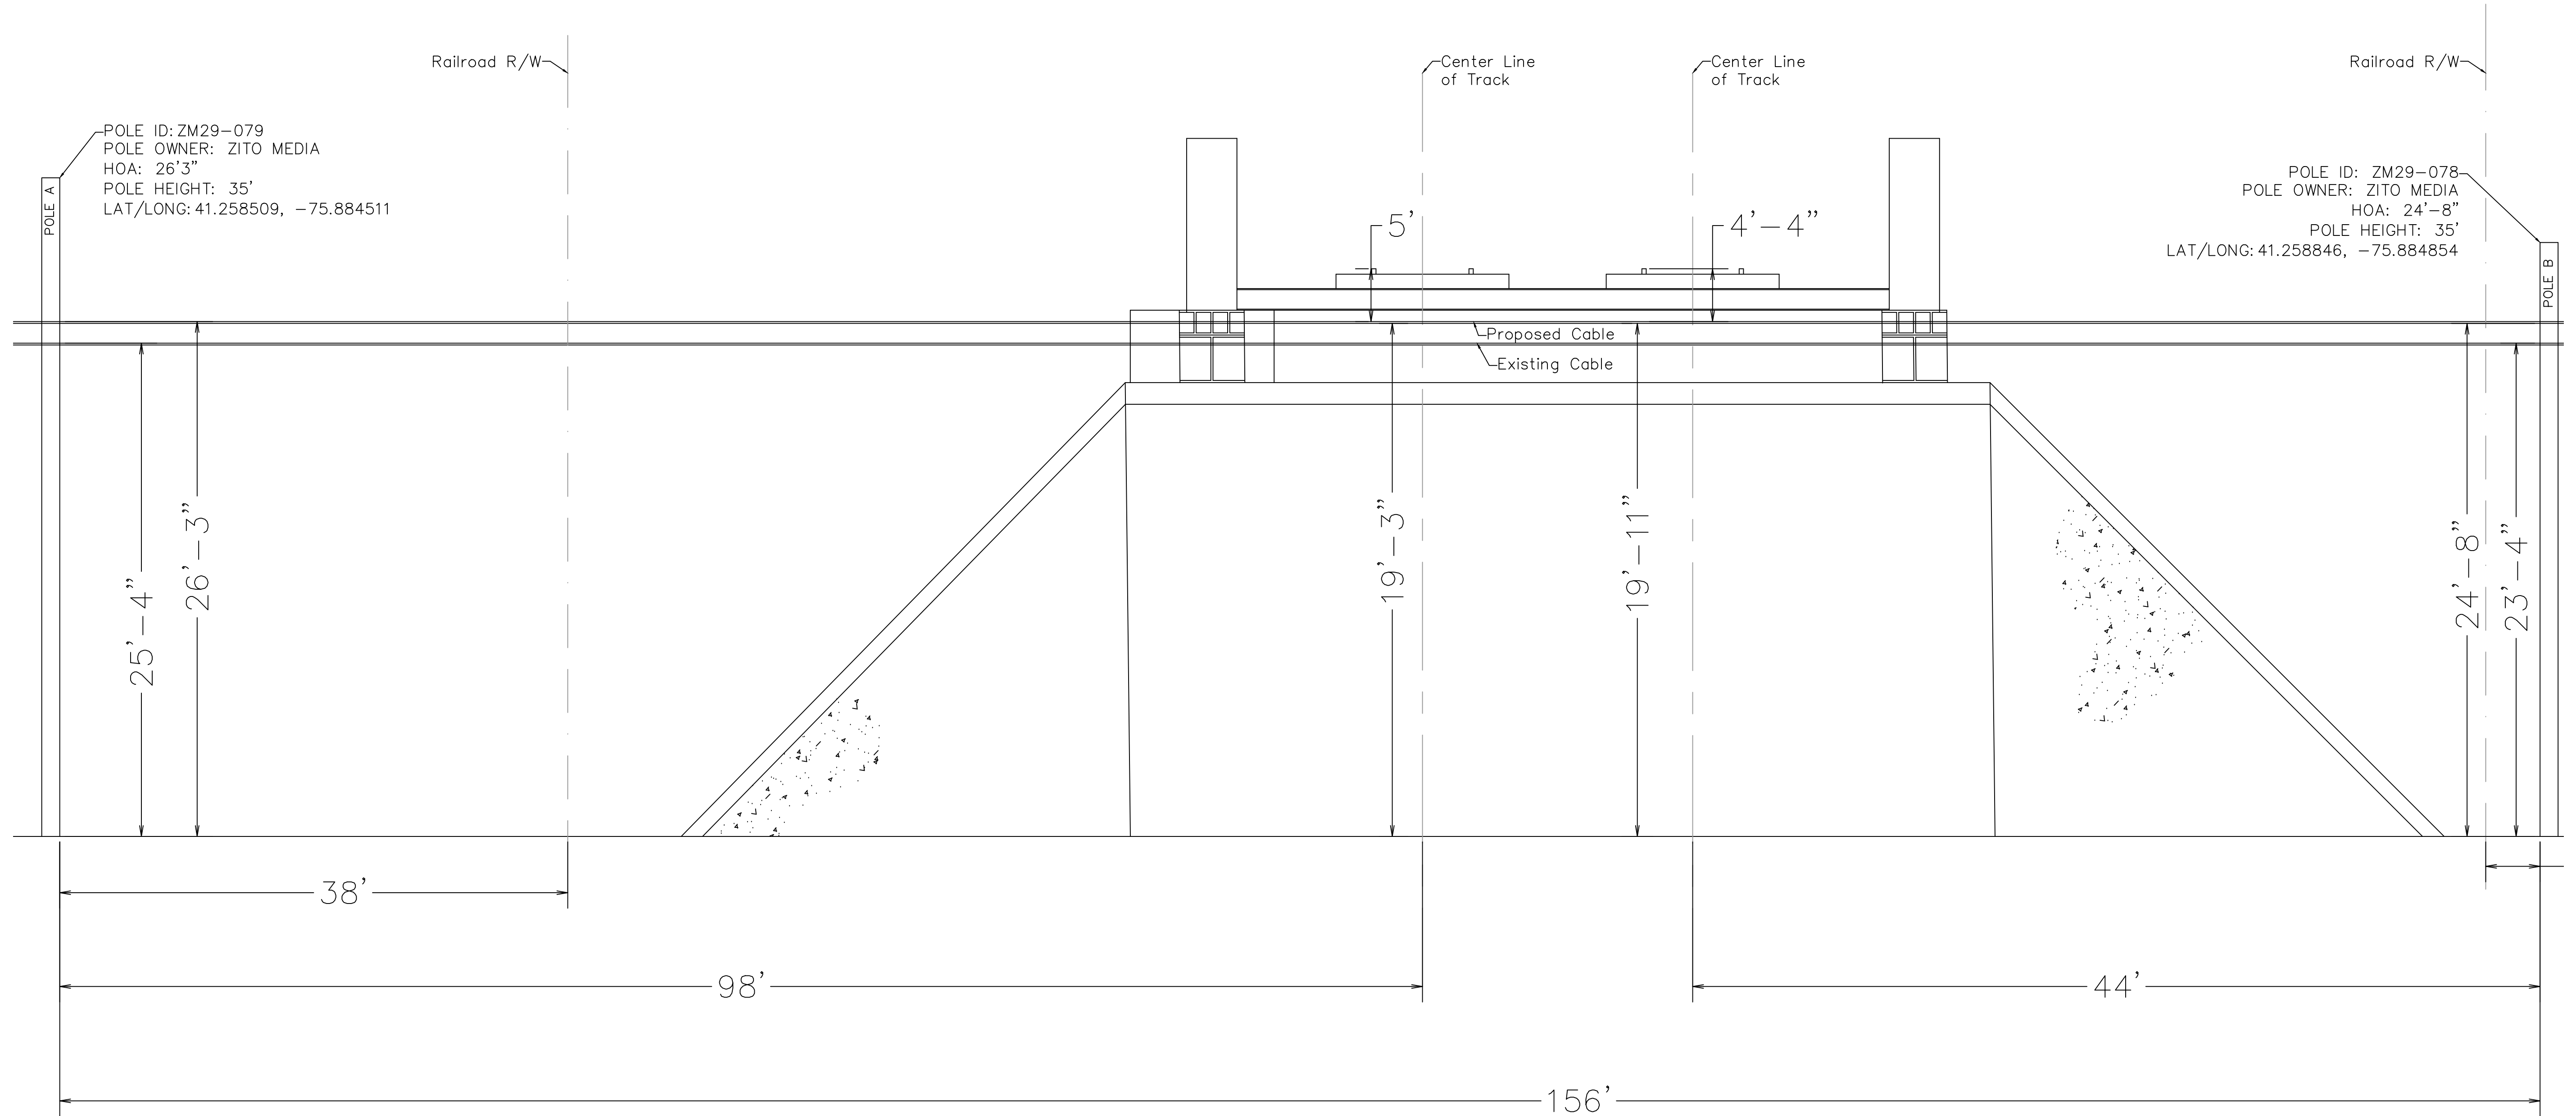 Railroad R/W
Center Line
of Track
Center Line
of Track
Railroad R/W
POLE ID: ZM29-079
POLE OWNER: ZITO MEDIA
HOA: 26'3"
POLE HEIGHT: 35'
LAT/LONG: 41.258509, -75.884511
POLE A
POLE ID: ZM29-078
POLE OWNER: ZITO MEDIA
HOA: 24'-8"
POLE HEIGHT: 35'
LAT/LONG: 41.258846, -75.884854
POLE B
5'
4'-4"
Proposed Cable
Existing Cable
25'-4"
26'-3"
19'-3"
19'-11"
24'-8"
23'-4"
38'
98'
44'
156'